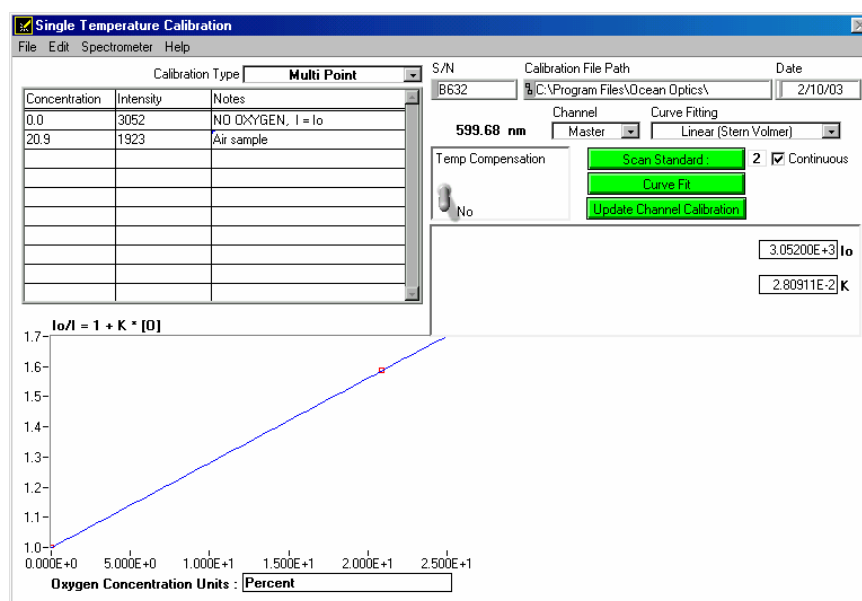 Single Temperature Calibration
File Edit Spectrometer Help
Calibration Type Multi Point
Concentration Intensity Notes
0.0 3052 NO OXYGEN, I = Io
20.9 1923 Air sample
S/N Calibration File Path Date
B632 C:\Program Files\Ocean Optics\ 2/10/03
Channel Curve Fitting
599.68 nm Master Linear (Stern Volmer)
Temp Compensation
No
Scan Standard : 2 Continuous
Curve Fit
Update Channel Calibration
3.05200E+3 Io
2.80911E-2 K
Io/I = 1 + K * [O]
1.7
1.6
1.5
1.4
1.3
1.2
1.1
1.0
0.000E+0 5.000E+0 1.000E+1 1.500E+1 2.000E+1 2.500E+1
Oxygen Concentration Units : Percent